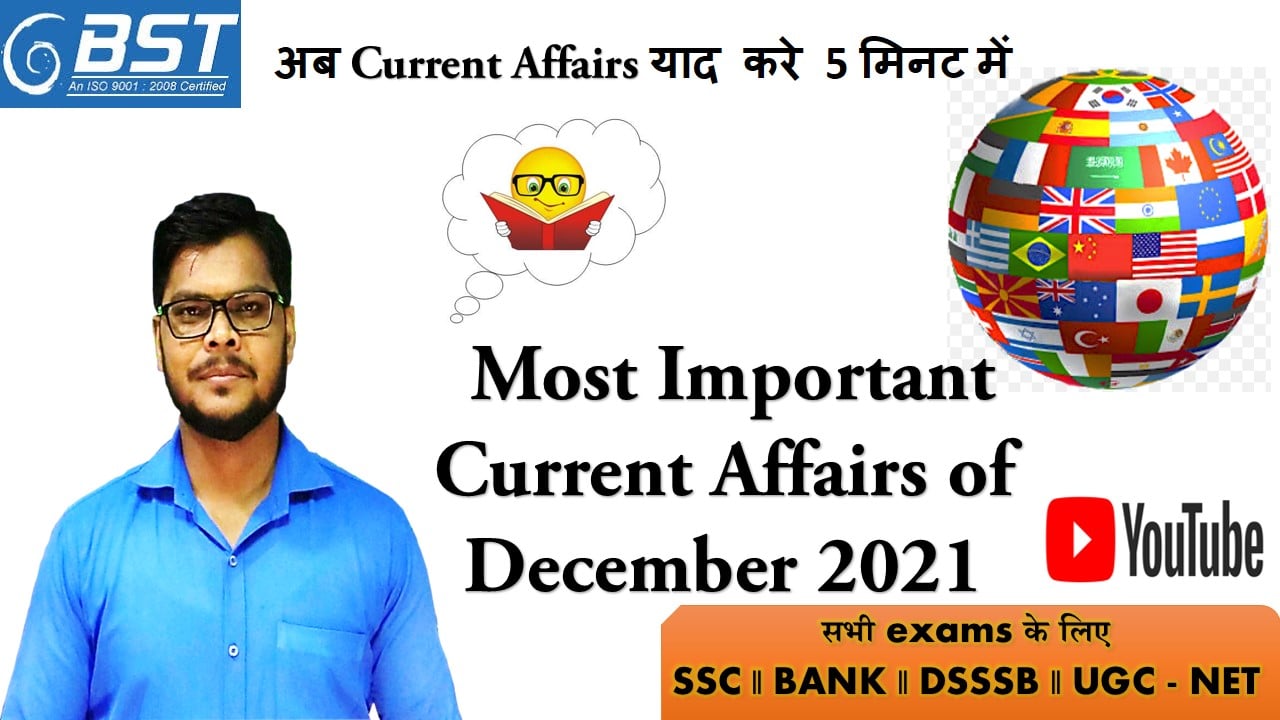 BST
An ISO 9001 : 2008 Certified
अब Current Affairs याद करे 5 मिनट में
Most Important
Current Affairs of
December 2021
YouTube
सभी exams के लिए
SSC || BANK || DSSSB || UGC - NET